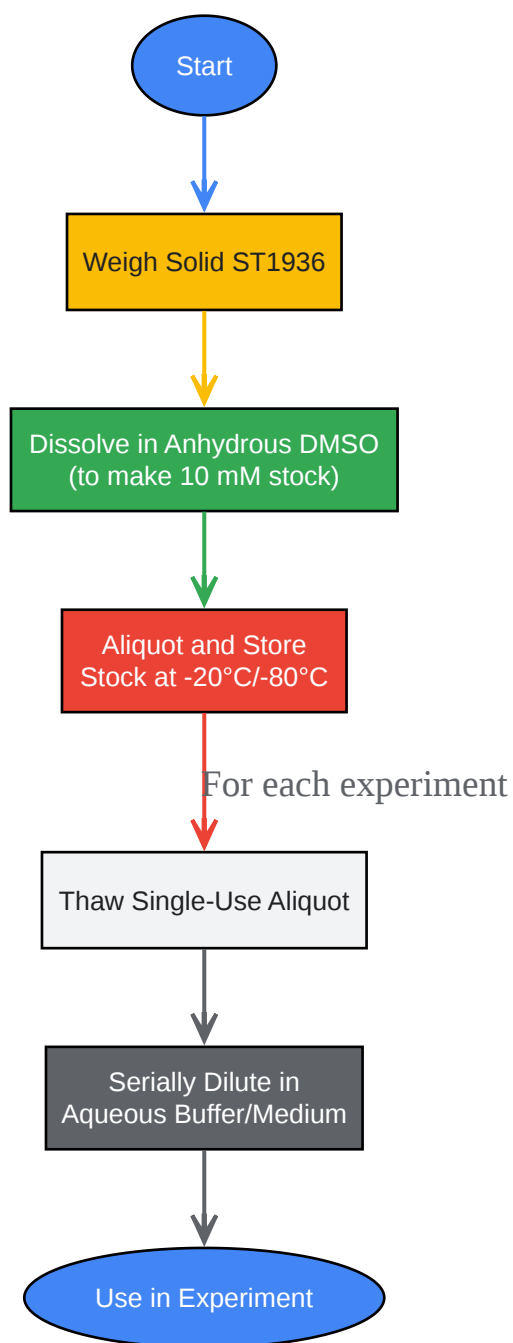 Start
Weigh Solid ST1936
Dissolve in Anhydrous DMSO
(to make 10 mM stock)
Aliquot and Store
Stock at -20°C/-80°C
For each experiment
Thaw Single-Use Aliquot
Serially Dilute in
Aqueous Buffer/Medium
Use in Experiment